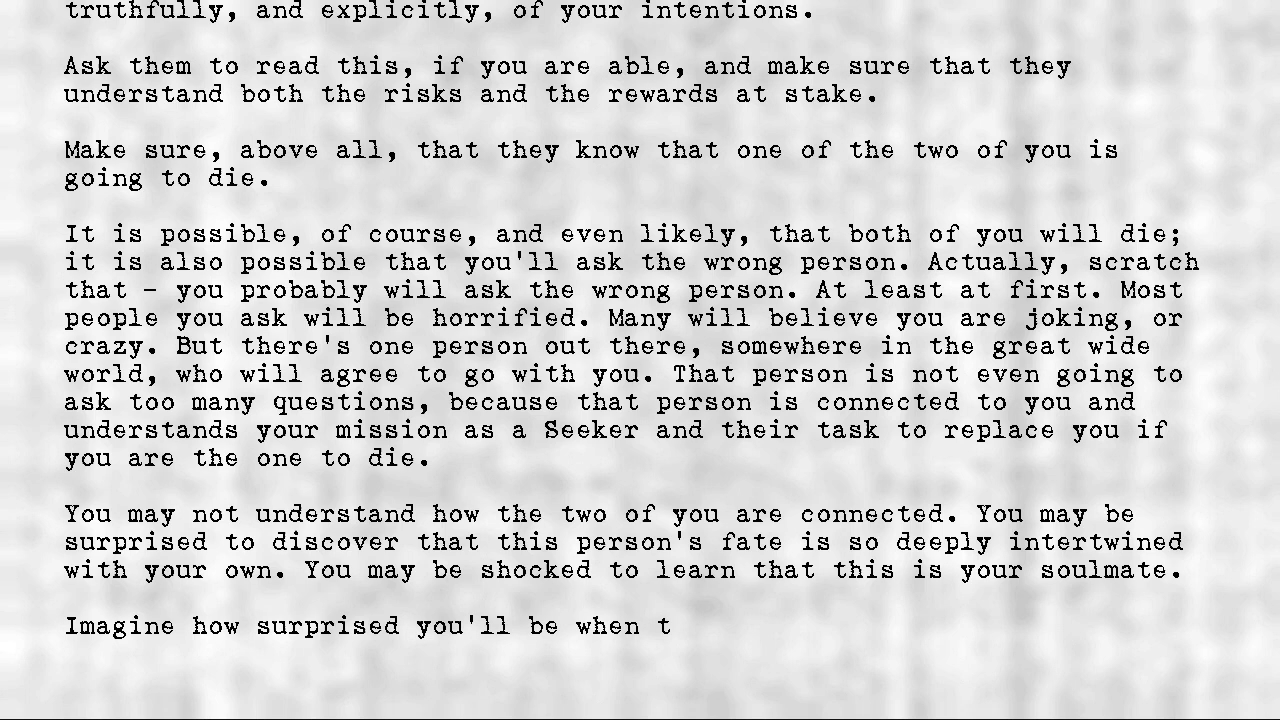 truthfully, and explicitly, of your intentions.
Ask them to read this, if you are able, and make sure that they
understand both the risks and the rewards at stake.
Make sure, above all, that they know that one of the two of you is
going to die.
It is possible, of course, and even likely, that both of you will die;
it is also possible that you'll ask the wrong person. Actually, scratch
that - you probably will ask the wrong person. At least at first. Most
people you ask will be horrified. Many will believe you are joking, or
crazy. But there's one person out there, somewhere in the great wide
world, who will agree to go with you. That person is not even going to
ask too many questions, because that person is connected to you and
understands your mission as a Seeker and their task to replace you if
you are the one to die.
You may not understand how the two of you are connected. You may be
surprised to discover that this person's fate is so deeply intertwined
with your own. You may be shocked to learn that this is your soulmate.
Imagine how surprised you'll be when t